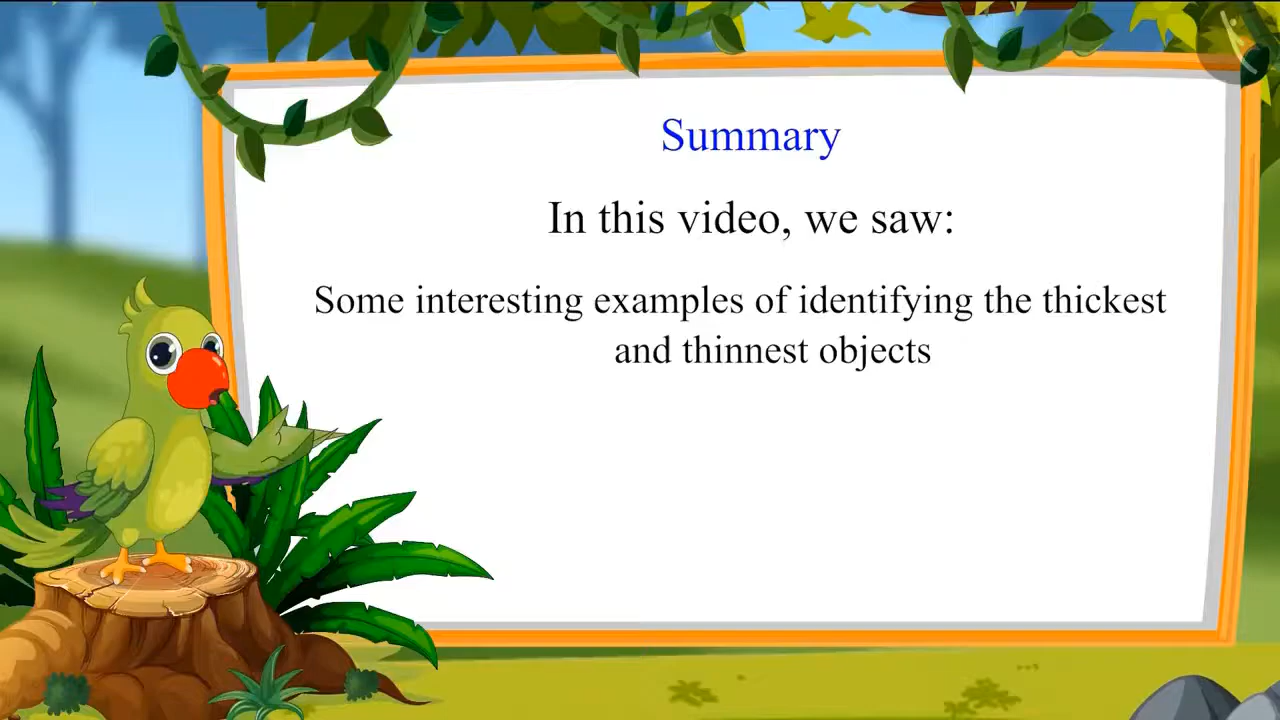 Summary
In this video, we saw:
Some interesting examples of identifying the thickest
and thinnest objects